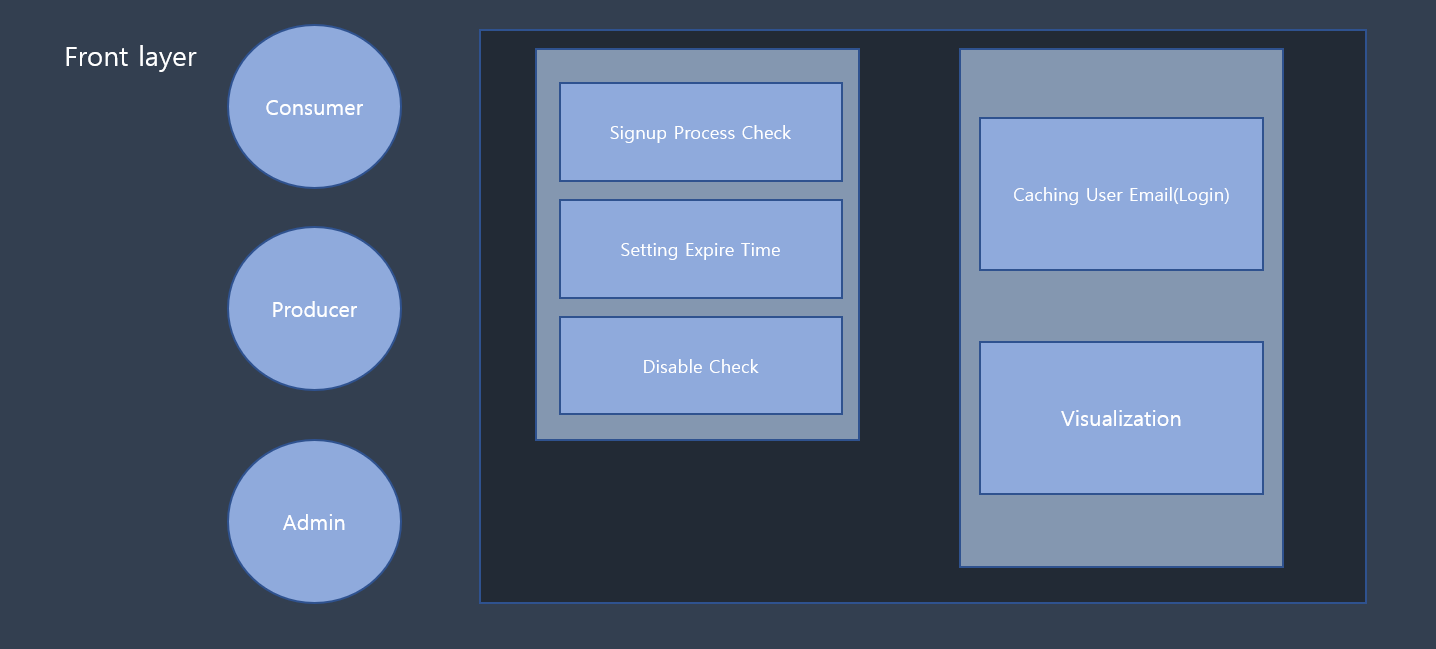 Front layer
Consumer
Producer
Admin
Signup Process Check
Setting Expire Time
Disable Check
Caching User Email(Login)
Visualization